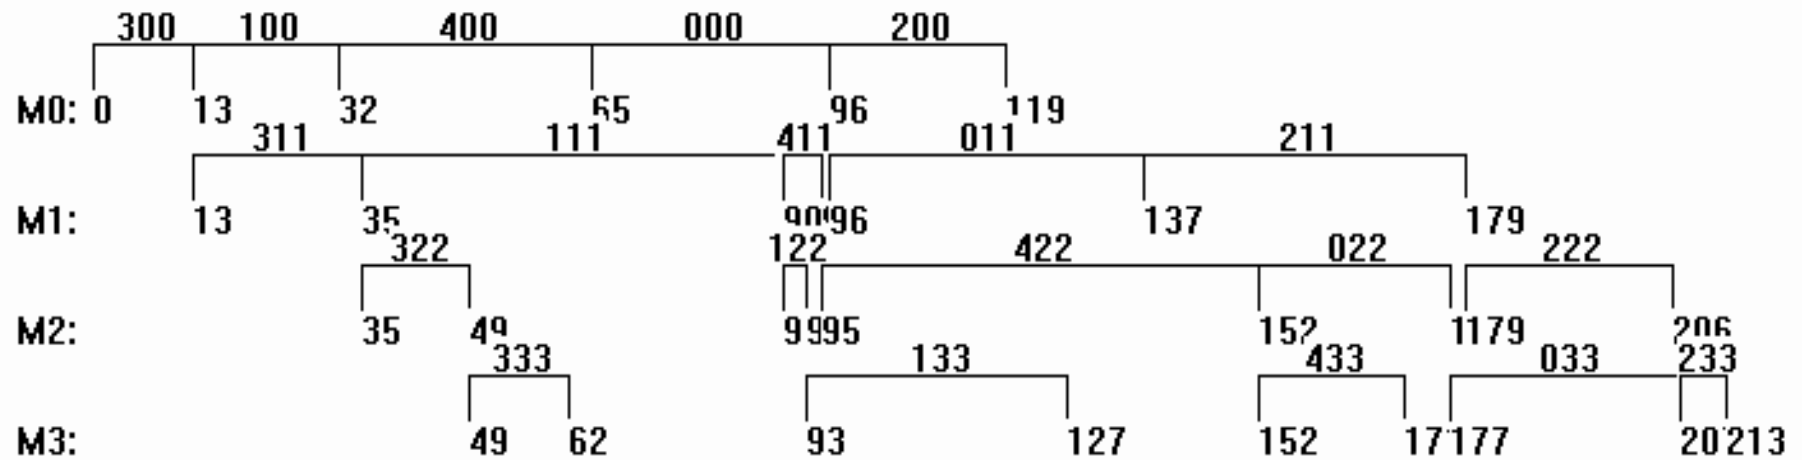 300 100 400 000 200
M0: 0 13 32 65 96 119
311 111 411 011 211
M1: 13 35 90 96 137 179
322 122 422 022 222
M2: 35 49 95 152 179 206
333 133 433 033 233
M3: 49 62 93 127 152 177 213